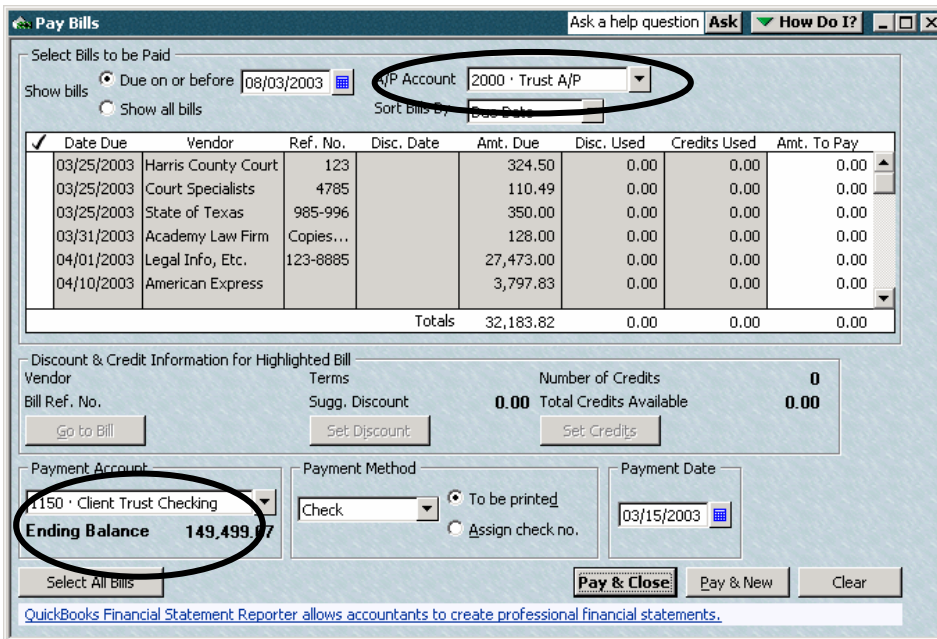 Pay Bills Ask a help question Ask How Do I?
Select Bills to be Paid
Show bills Due on or before 08/03/2003 A/P Account 2000 · Trust A/P
Show all bills Sort Bills By Due Date
Date Due Vendor Ref. No. Disc. Date Amt. Due Disc. Used Credits Used Amt. To Pay
03/25/2003 Harris County Court 123 324.50 0.00 0.00 0.00
03/25/2003 Court Specialists 4785 110.49 0.00 0.00 0.00
03/25/2003 State of Texas 985-996 350.00 0.00 0.00 0.00
03/31/2003 Academy Law Firm Copies... 128.00 0.00 0.00 0.00
04/01/2003 Legal Info, Etc. 123-8885 27,473.00 0.00 0.00 0.00
04/10/2003 American Express 3,797.83 0.00 0.00 0.00
Totals 32,183.82 0.00 0.00 0.00
Discount & Credit Information for Highlighted Bill
Vendor Terms Number of Credits 0
Bill Ref. No. Sugg. Discount 0.00 Total Credits Available 0.00
Go to Bill Set Discount Set Credits
Payment Account Payment Method Payment Date
1150 · Client Trust Checking Check To be printed 03/15/2003
Ending Balance 149,499.07 Assign check no.
Select All Bills Pay & Close Pay & New Clear
QuickBooks Financial Statement Reporter allows accountants to create professional financial statements.